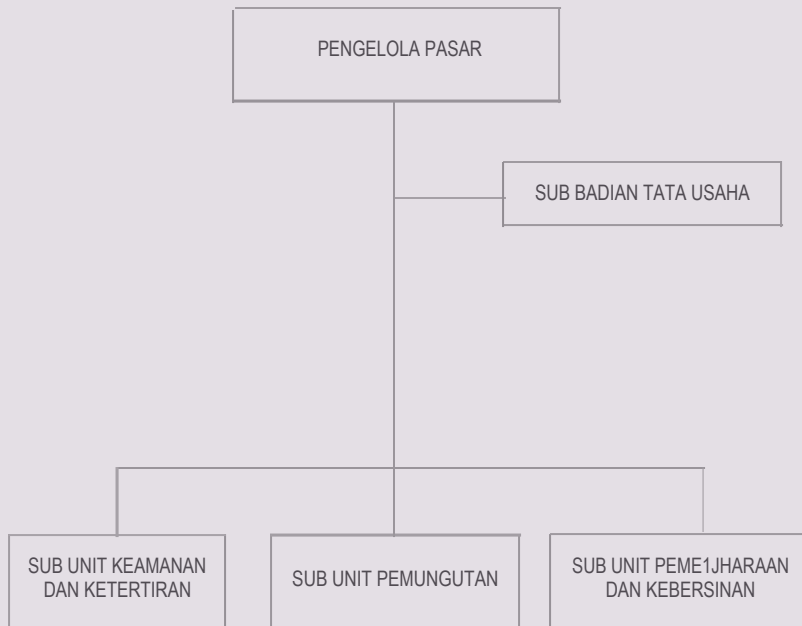 PENGELOLA PASAR
SUB BADIAN TATA USAHA
SUB UNIT KEAMANAN
DAN KETERTIRAN
SUB UNIT PEMUNGUTAN
SUB UNIT PEME1JHARAAN
DAN KEBERSINAN